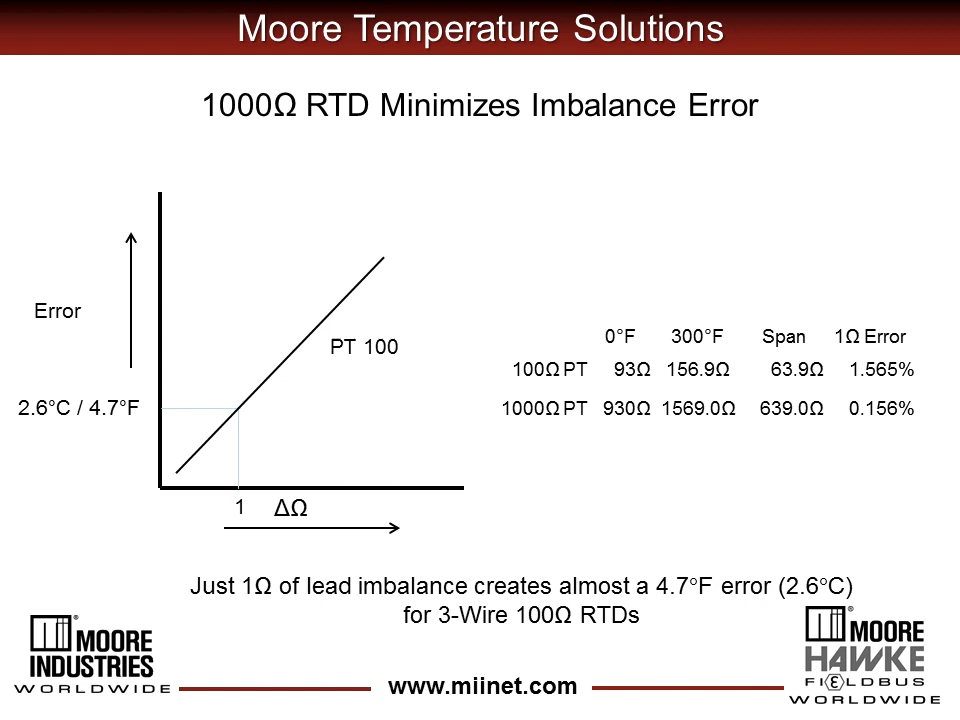 Moore Temperature Solutions
1000Ω RTD Minimizes Imbalance Error
Error
PT 100
2.6°C / 4.7°F
1 ΔΩ
0°F 300°F Span 1Ω Error
100Ω PT 93Ω 156.9Ω 63.9Ω 1.565%
1000Ω PT 930Ω 1569.0Ω 639.0Ω 0.156%
Just 1Ω of lead imbalance creates almost a 4.7°F error (2.6°C)
for 3-Wire 100Ω RTDs
MOORE
INDUSTRIES
WORLDWIDE
www.miinet.com
MOORE
HAWKE
FIELDBUS
WORLDWIDE